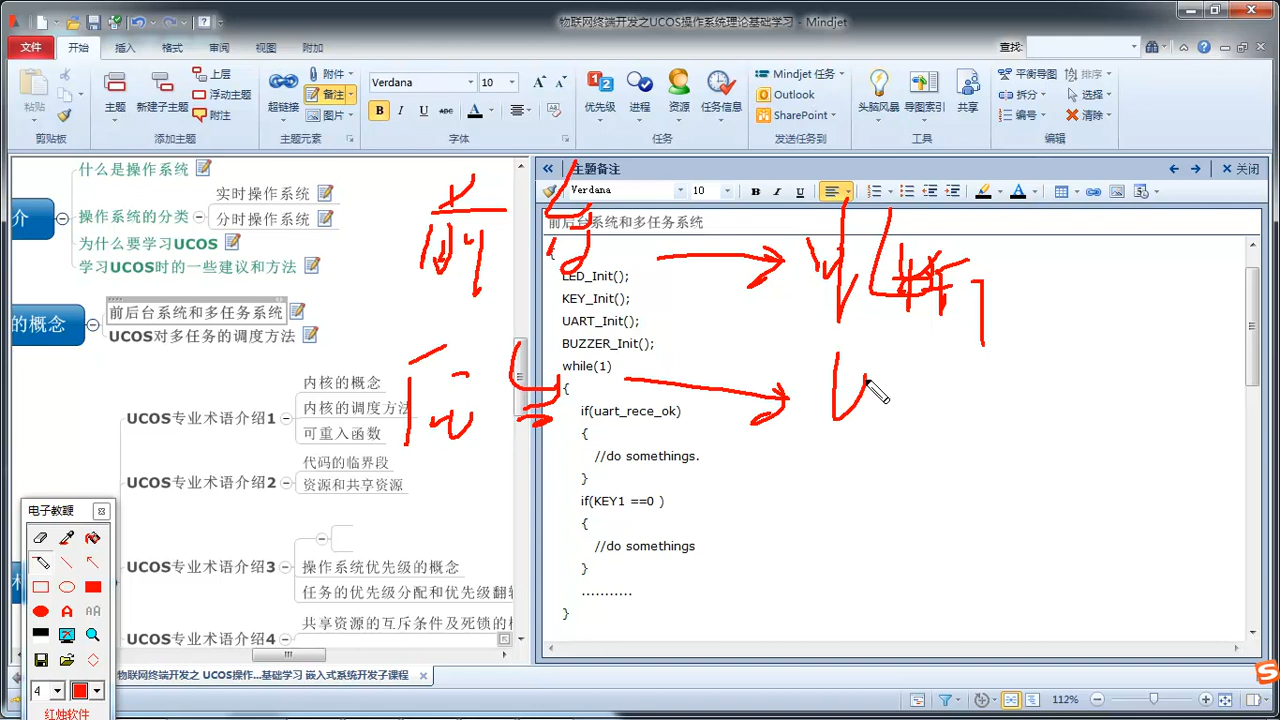 物联网终端开发之UCOS操作系统理论基础学习 - Mindjet
文件 开始 插入 格式 审阅 视图 附加 查找:
粘贴 主题 新建子主题 上层 浮动主题 附注 超链接 附件 备注 图片 Verdana 10 优先级 进程 资源 任务信息 Mindjet 任务 Outlook SharePoint 头脑风暴 导图索引 共享 平衡导图 排序 拆分 选择 编号 清除
剪贴板 添加主题 主题元素 字体 任务 发送任务到 工具 编辑
介
什么是操作系统
操作系统的分类
实时操作系统
分时操作系统
为什么要学习UCOS
学习UCOS时的一些建议和方法
的概念
前后台系统和多任务系统
UCOS对多任务的调度方法
UCOS专业术语介绍1
内核的概念
内核的调度方法
可重入函数
UCOS专业术语介绍2
代码的临界段
资源和共享资源
UCOS专业术语介绍3
操作系统优先级的概念
任务的优先级分配和优先级翻转
UCOS专业术语介绍4
共享资源的互斥条件及死锁的
主题备注 关闭
Verdana 10 B I U
前后台系统和多任务系统
{
LED_Init();
KEY_Init();
UART_Init();
BUZZER_Init();
while(1)
{
if(uart_rece_ok)
{
//do somethings.
}
if(KEY1 ==0 )
{
//do somethings
}
...........
}
前台
后台
电子教鞭
4
红烛软件
物联网终端开发之 UCOS操作...基础学习 嵌入式系统开发子课程
112%